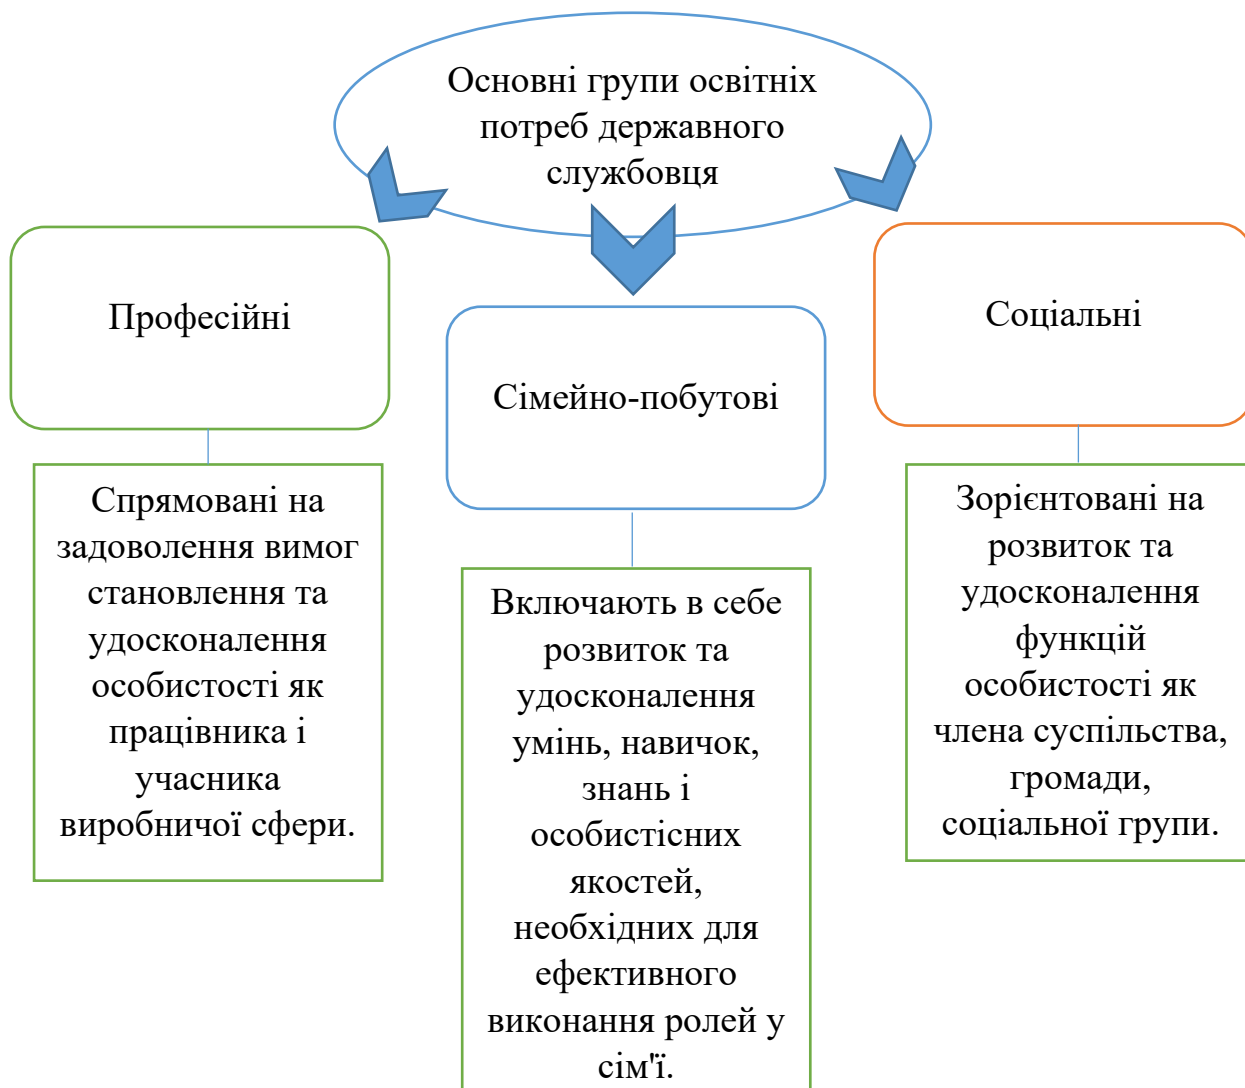 Основні групи освітніх
потреб державного
службовця
Професійні
Сімейно-побутові
Соціальні
Спрямовані на
задоволення вимог
становлення та
удосконалення
особистості як
працівника і
учасника
виробничої сфери.
Включають в себе
розвиток та
удосконалення
умінь, навичок,
знань і
особистісних
якостей,
необхідних для
ефективного
виконання ролей у
сім'ї.
Зорієнтовані на
розвиток та
удосконалення
функцій
особистості як
члена суспільства,
громади,
соціальної групи.